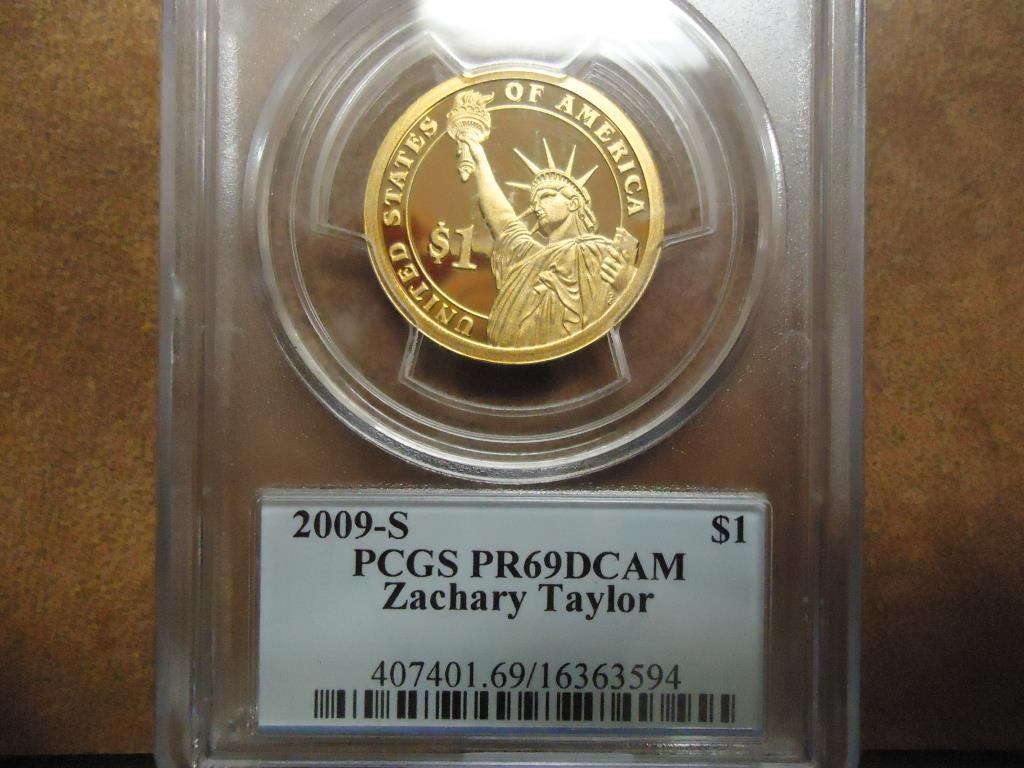 UNITED STATES OF AMERICA
$1
2009-S $1
PCGS PR69DCAM
Zachary Taylor
407401.69/16363594